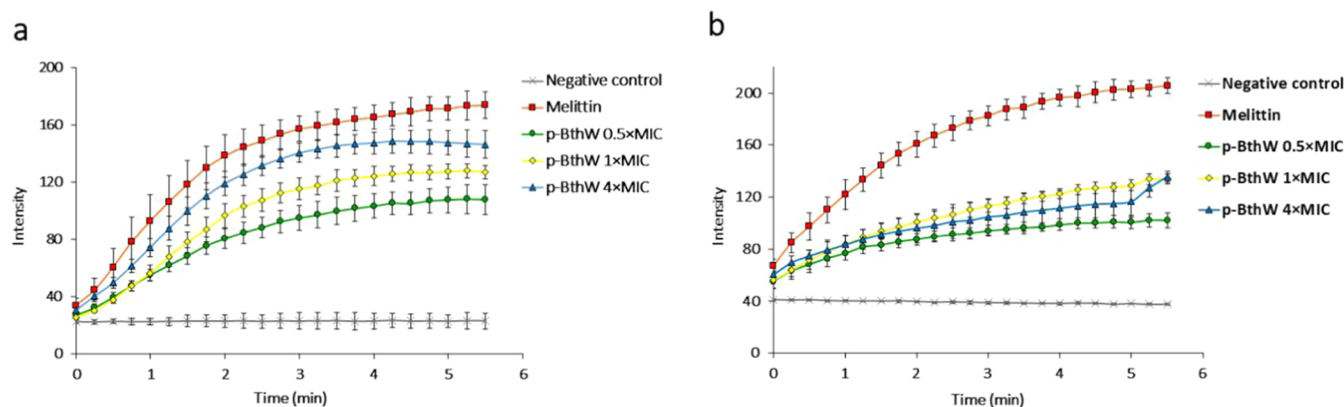 a
200
160
120
80
40
0
Intensity
0 1 2 3 4 5 6
Time (min)
Negative control
Melittin
p-BthW 0.5×MIC
p-BthW 1×MIC
p-BthW 4×MIC
b
200
160
120
80
40
0
Intensity
0 1 2 3 4 5 6
Time (min)
Negative control
Melittin
p-BthW 0.5×MIC
p-BthW 1×MIC
p-BthW 4×MIC